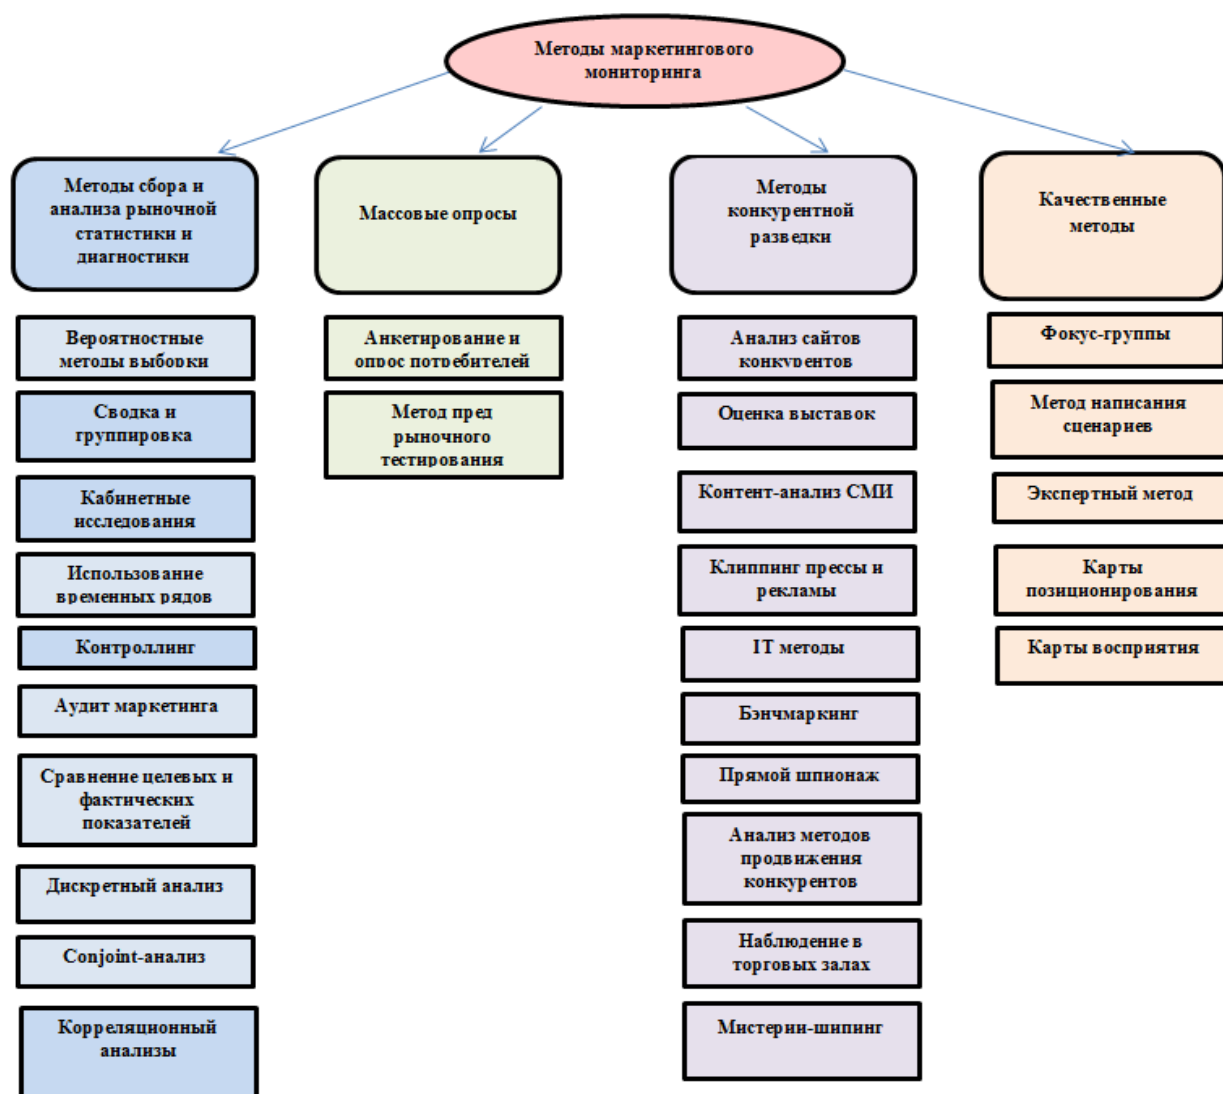 Методы маркетингового
мониторинга
Методы сбора и
анализа рыночной
статистики и
диагностики
Вероятностные
методы выборки
Сводка и
группировка
Кабинетные
исследования
Использование
временных рядов
Контроллинг
Аудит маркетинга
Сравнение целевых и
фактических
показателей
Дискретный анализ
Conjoint-анализ
Корреляционный
анализы
Массовые опросы
Анкетирование и
опрос потребителей
Метод пред
рыночного
тестирования
Методы
конкурентной
разведки
Анализ сайтов
конкурентов
Оценка выставок
Контент-анализ СМИ
Клиппинг прессы и
рекламы
IT методы
Бэнчмаркинг
Прямой шпионаж
Анализ методов
продвижения
конкурентов
Наблюдение в
торговых залах
Мистерии-шипинг
Качественные
методы
Фокус-группы
Метод написания
сценариев
Экспертный метод
Карты
позиционирования
Карты восприятия